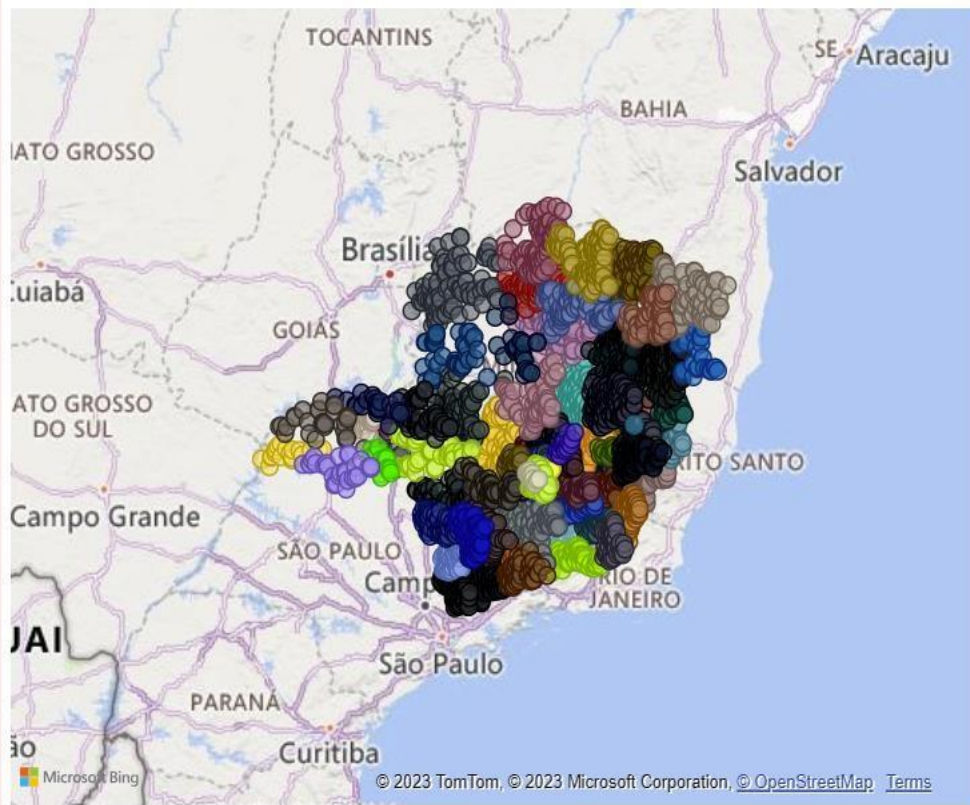 TOCANTINS
SE
Aracaju
BAHIA
IATO GROSSO
Salvador
Brasília
Cuiabá
GOIÁS
ATO GROSSO
DO SUL
RITO SANTO
Campo Grande
SÃO PAULO
Camp
RIO DE
JANEIRO
UAI
São Paulo
PARANÁ
ão
Curitiba
Microsoft Bing
© 2023 TomTom, © 2023 Microsoft Corporation, © OpenStreetMap Terms